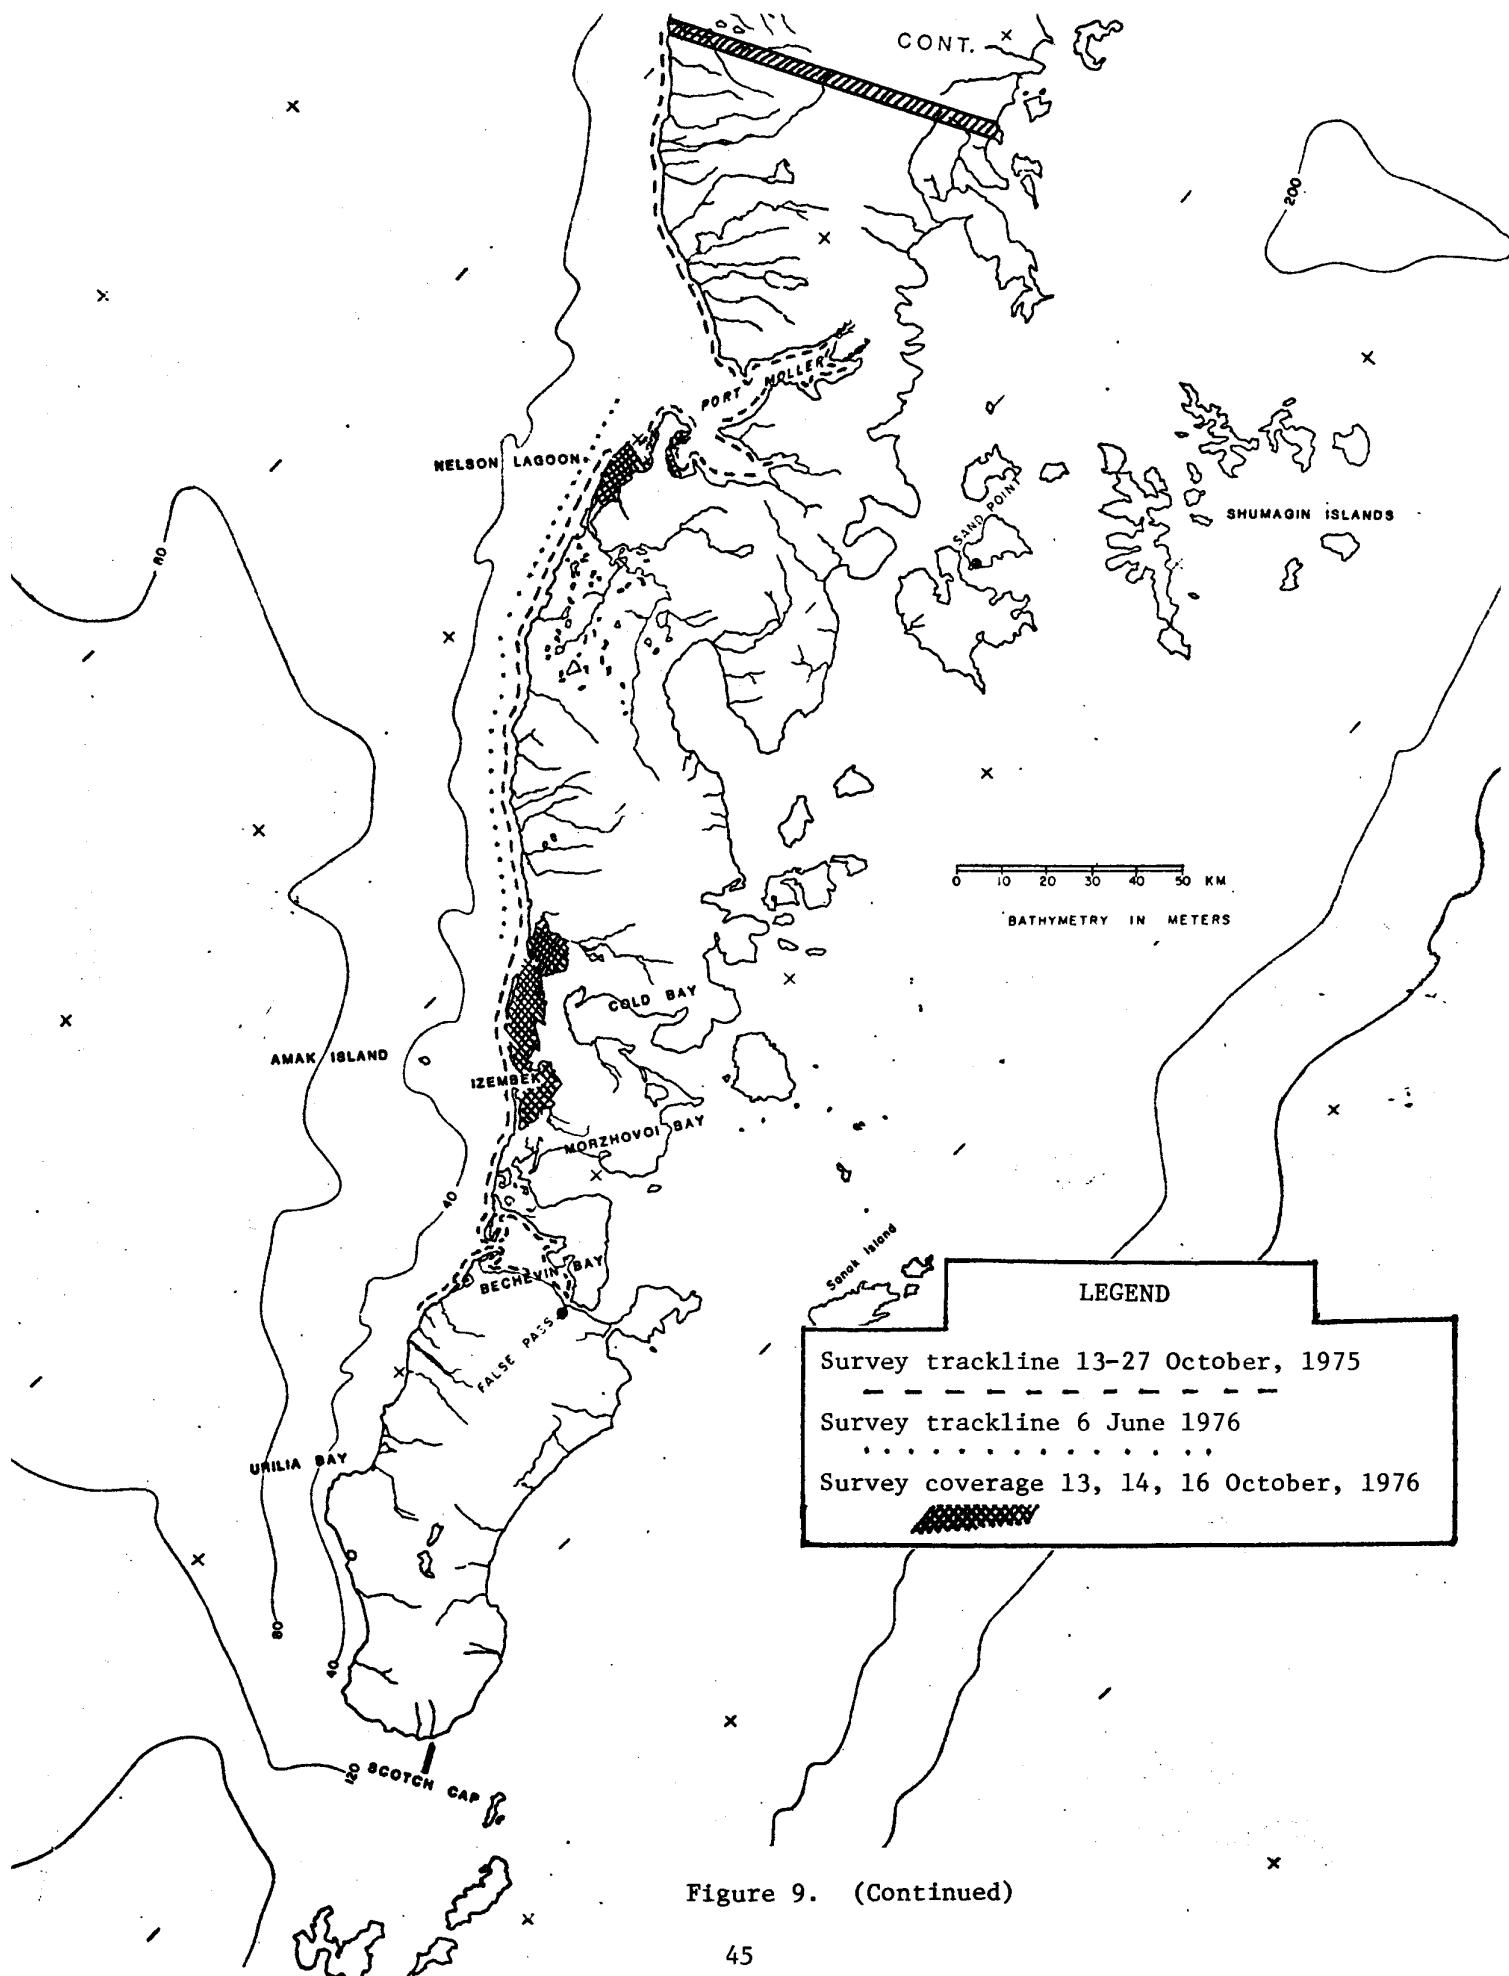 CONT.
200
PORT MOLLER
NELSON LAGOON
SAND POINT
SHUMAGIN ISLANDS
80
0 10 20 30 40 50 KM
BATHYMETRY IN METERS
COLD BAY
AMAK ISLAND
IZEMBEK
MORZHOVOI BAY
40
Sanak Island
BECHEVIN BAY
FALSE PASS
LEGEND
Survey trackline 13-27 October, 1975
Survey trackline 6 June 1976
Survey coverage 13, 14, 16 October, 1976
URILIA BAY
80
40
120
SCOTCH CAP
Figure 9. (Continued)
45